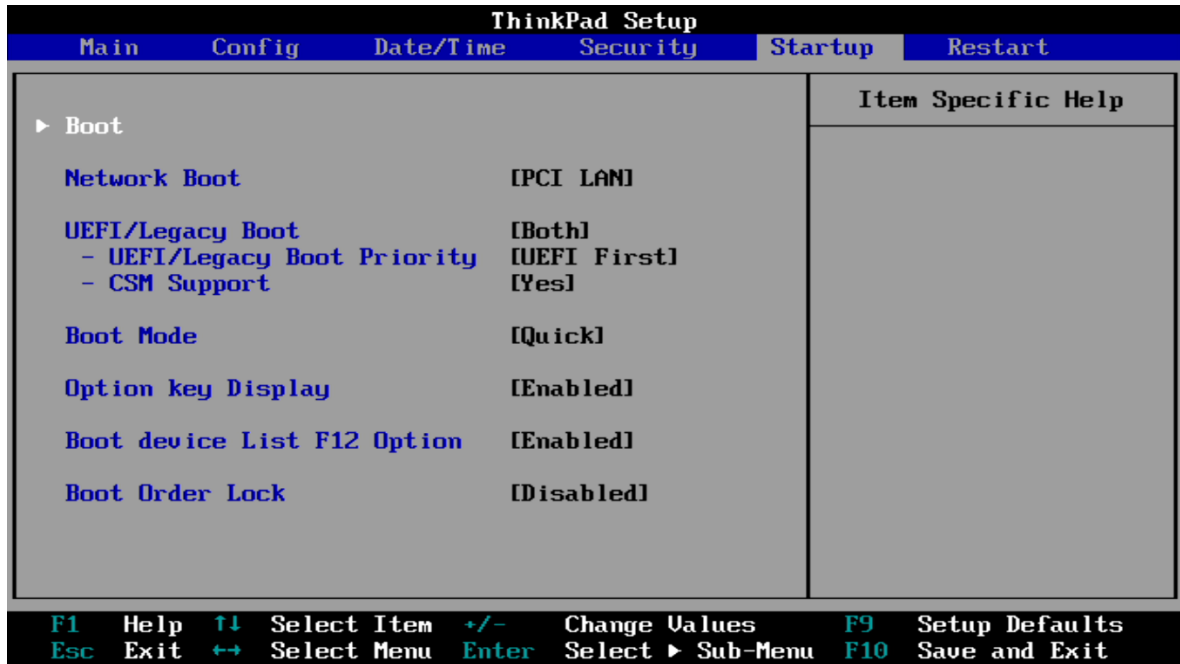 ThinkPad Setup
Main Config Date/Time Security Startup Restart
Item Specific Help
▶ Boot
Network Boot [PCI LAN]
UEFI/Legacy Boot [Both]
- UEFI/Legacy Boot Priority [UEFI First]
- CSM Support [Yes]
Boot Mode [Quick]
Option key Display [Enabled]
Boot device List F12 Option [Enabled]
Boot Order Lock [Disabled]
F1 Help ↑↓ Select Item +/- Change Values F9 Setup Defaults
Esc Exit ↔ Select Menu Enter Select ▶ Sub-Menu F10 Save and Exit